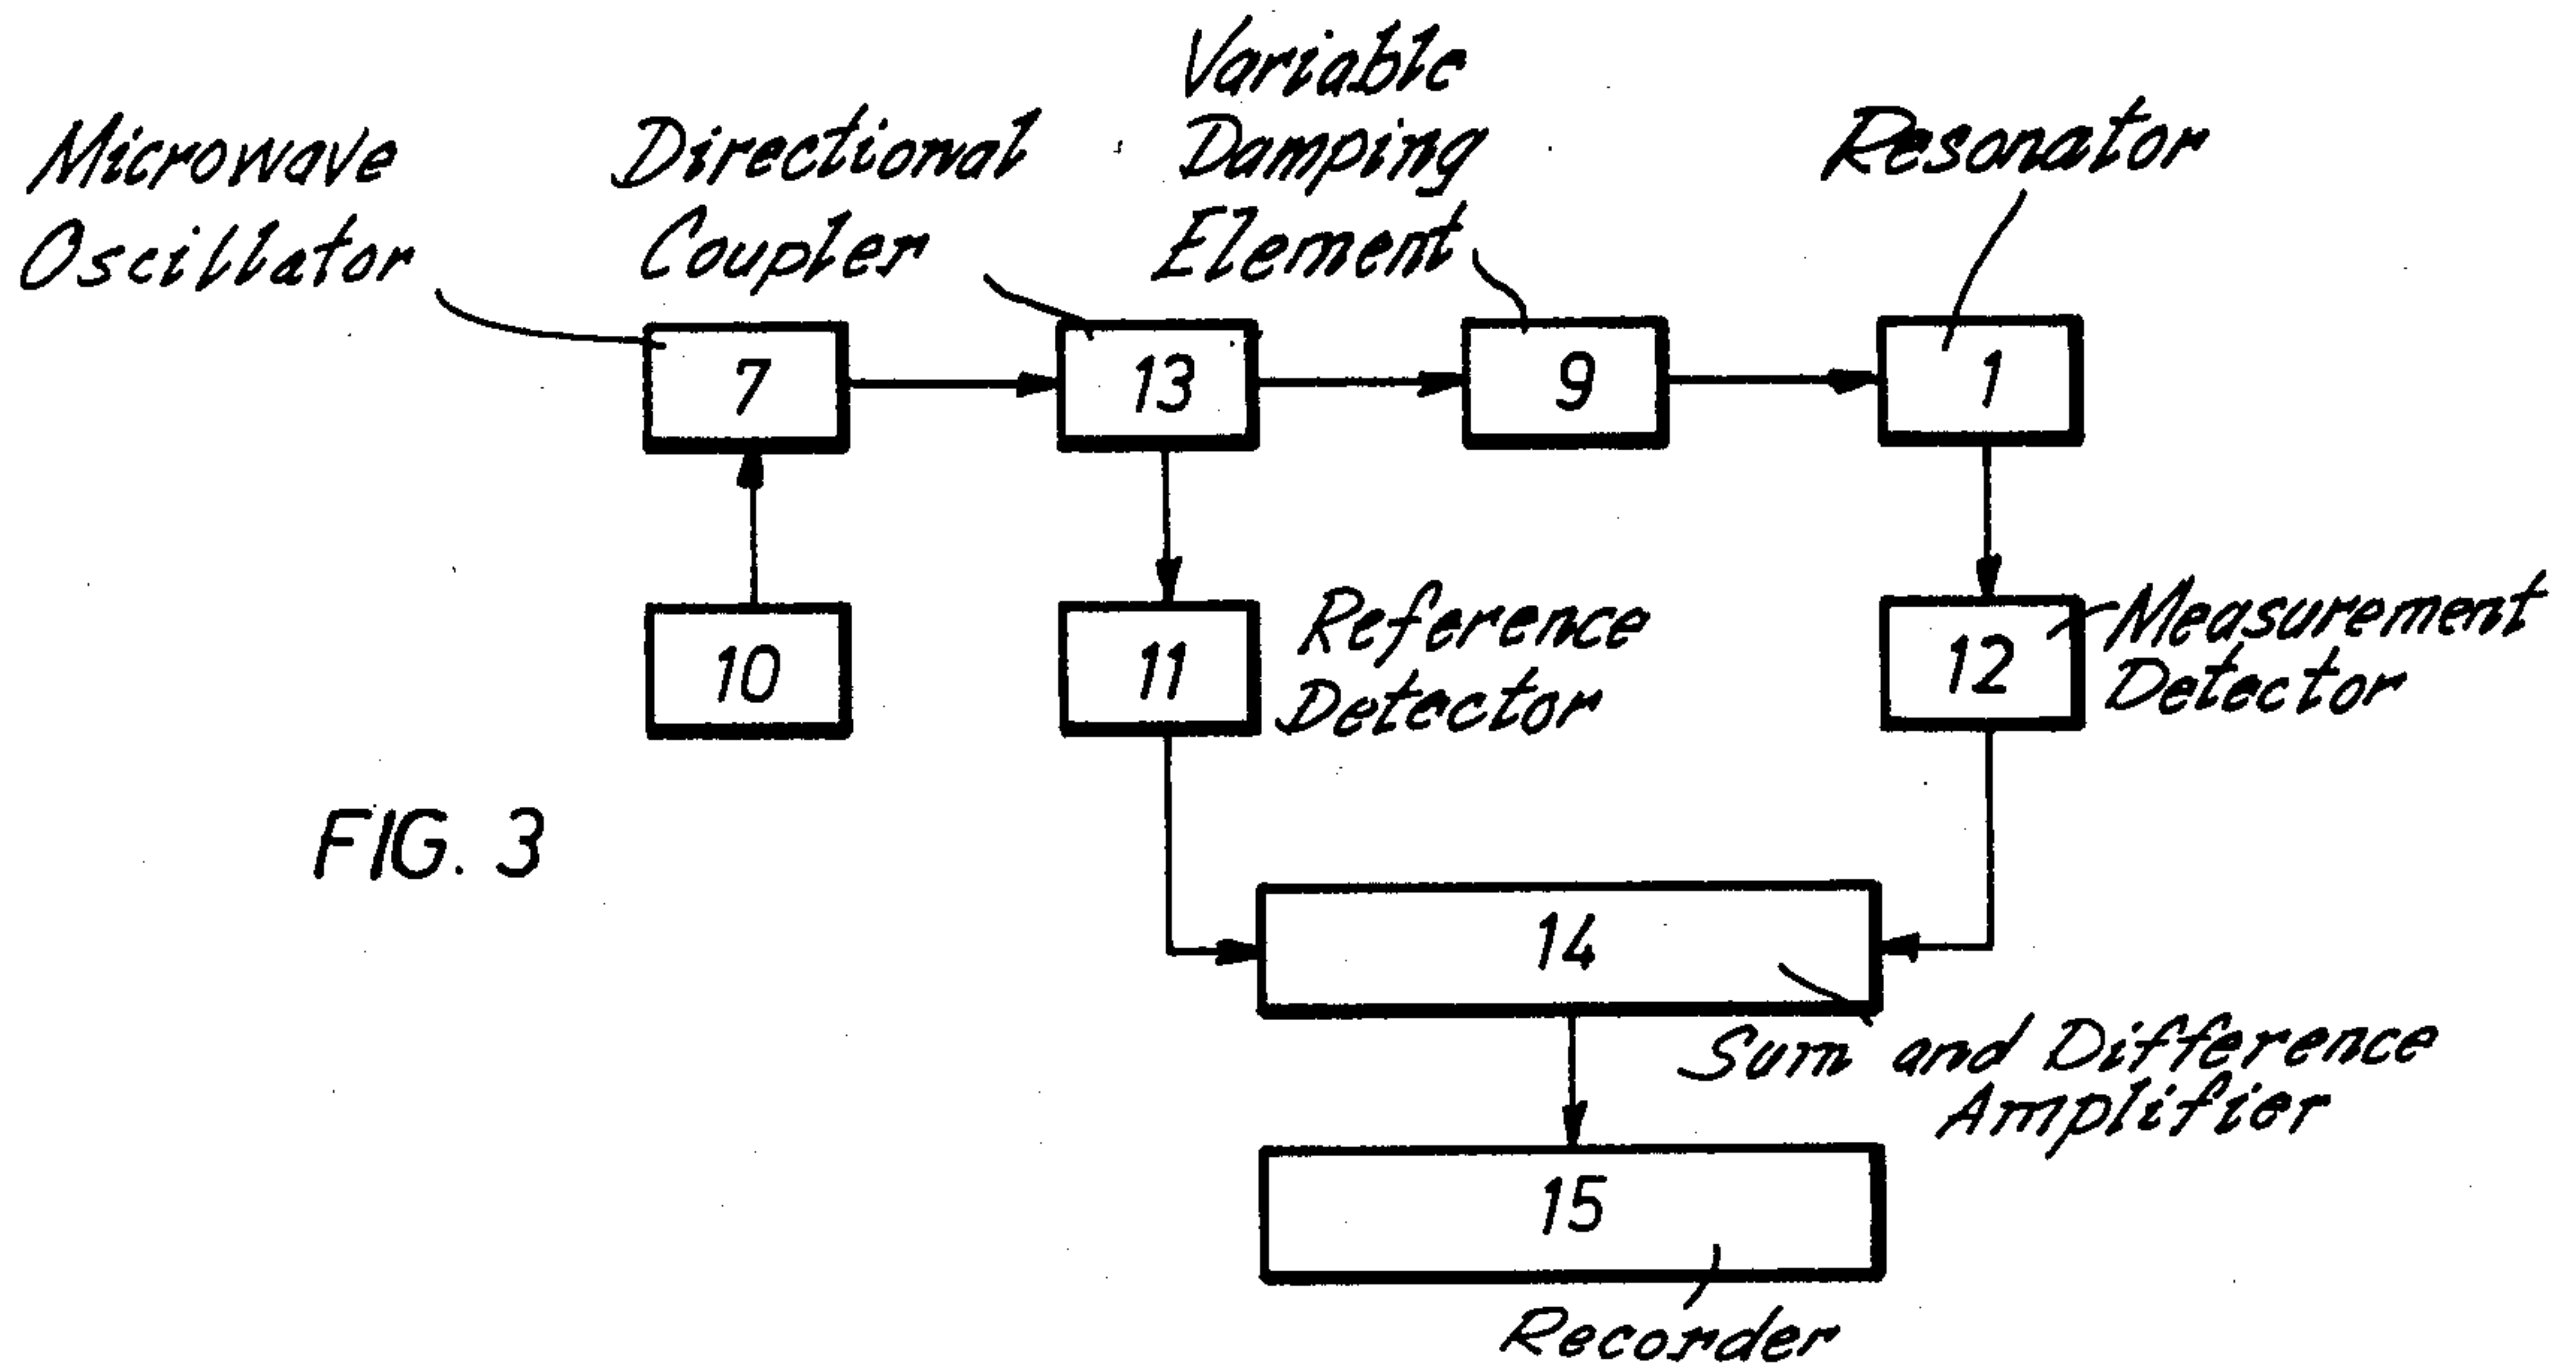 Microwave
Oscillator
Directional
Coupler
Variable
Damping
Element
Resonator
7
13
9
1
10
11
Reference
Detector
12
Measurement
Detector
FIG. 3
14
Sum and Difference
Amplifier
15
Recorder